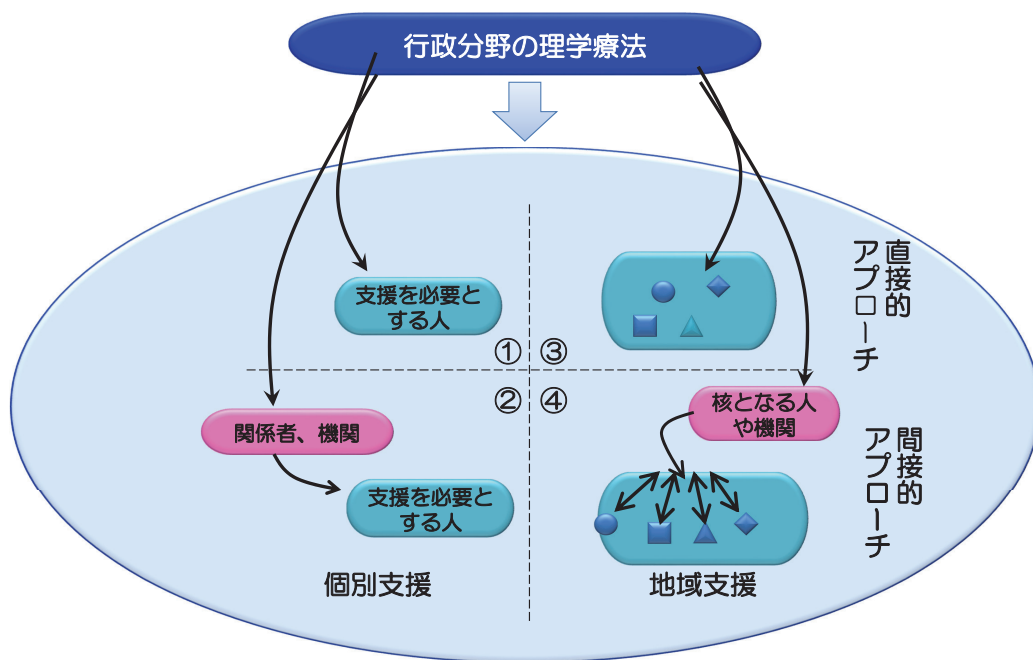 行政分野の理学療法
直接的
アプローチ
支援を必要と
する人
①
③
②
④
核となる人
や機関
関係者、機関
間接的
アプローチ
支援を必要と
する人
個別支援
地域支援